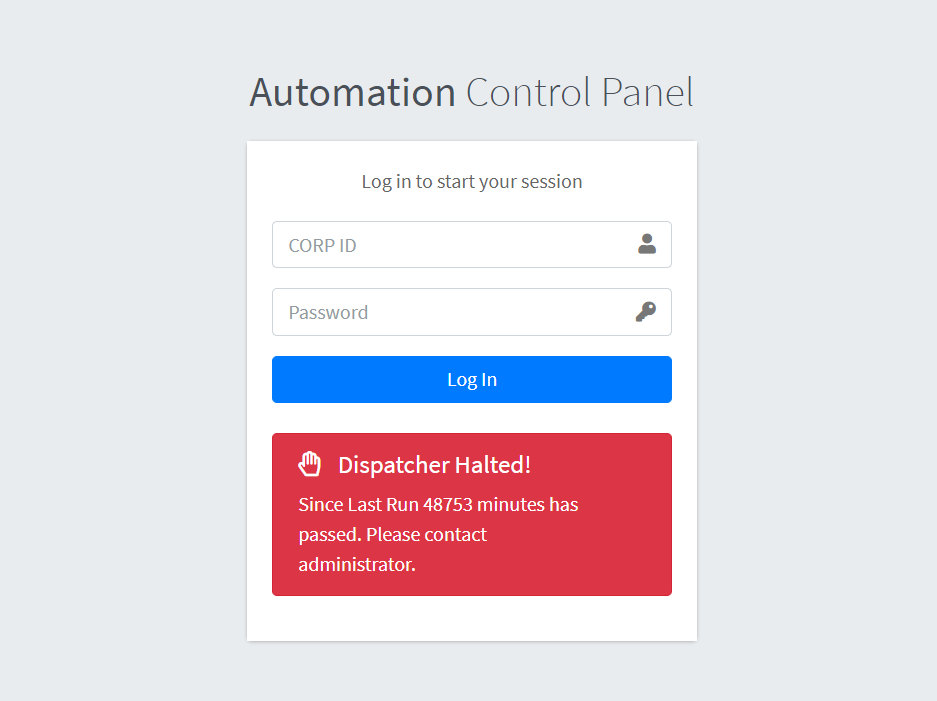 Automation Control Panel
Log in to start your session
CORP ID
Password
Log In
Dispatcher Halted!
Since Last Run 48753 minutes has
passed. Please contact
administrator.